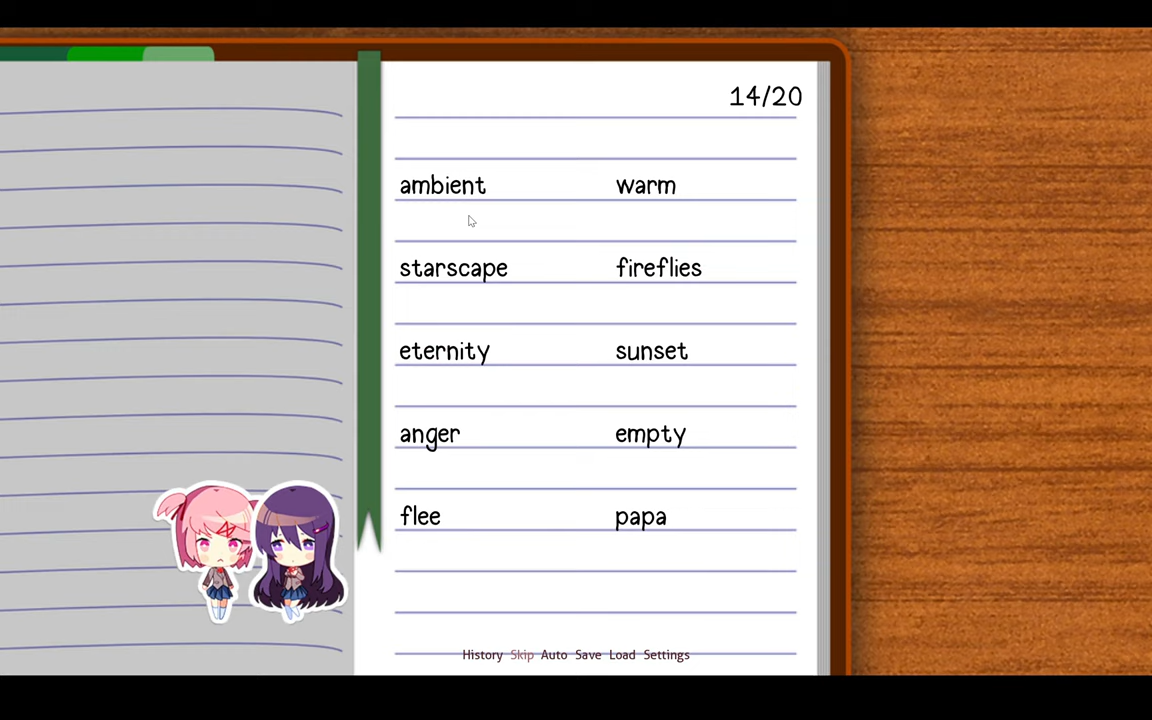 14/20
ambient warm
starscape fireflies
eternity sunset
anger empty
flee papa
History Skip Auto Save Load Settings